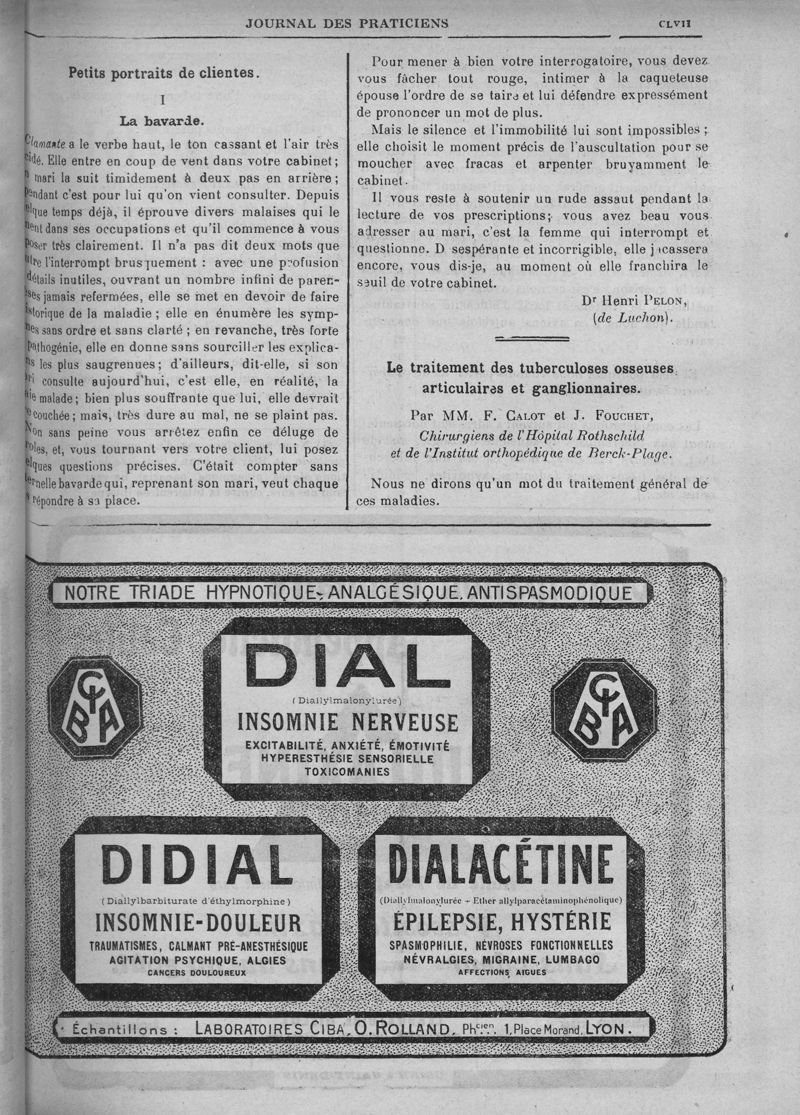 JOURNAL DES PRATICIENS
CLVII
Petits portraits de clientes.
I
La bavarde.
Clamante a le verbe haut, le ton cassant et l'air très
cidé. Elle entre en coup de vent dans votre cabinet;
mari la suit timidement à deux pas en arrière;
pendant c'est pour lui qu'on vient consulter. Depuis
elque temps déjà, il éprouve divers malaises qui le
nent dans ses occupations et qu'il commence à vous
poser très clairement. Il n'a pas dit deux mots que
tre l'interrompt brusquement : avec une profusion
détails inutiles, ouvrant un nombre infini de paren-
ses jamais refermées, elle se met en devoir de faire
istorique de la maladie; elle en énumère les symp-
es sans ordre et sans clarté; en revanche, très forte
pathogénie, elle en donne sans sourciller les explica-
ns les plus saugrenues; d'ailleurs, dit-elle, si son
ri consulte aujourd'hui, c'est elle, en réalité, la
ie malade; bien plus souffrante que lui, elle devrait
e couchée; mais, très dure au mal, ne se plaint pas.
Non sans peine vous arrêtez enfin ce déluge de
roles, et, vous tournant vers votre client, lui posez
elques questions précises. C'était compter sans
ternelle bavarde qui, reprenant son mari, veut chaque
répondre à sa place.
Pour mener à bien votre interrogatoire, vous devez
vous fâcher tout rouge, intimer à la caqueteuse
épouse l'ordre de se taire et lui défendre expressément
de prononcer un mot de plus.
Mais le silence et l'immobilité lui sont impossibles;
elle choisit le moment précis de l'auscultation pour se
moucher avec fracas et arpenter bruyamment le
cabinet.
Il vous reste à soutenir un rude assaut pendant la
lecture de vos prescriptions; vous avez beau vous
adresser au mari, c'est la femme qui interrompt et
questionne. D sespérante et incorrigible, elle j cassera
encore, vous dis-je, au moment où elle franchira le
seuil de votre cabinet.
Dr Henri PELON,
(de Luchon).
Le traitement des tuberculoses osseuses
articulaires et ganglionnaires.
Par MM. F. CALOT et J. FOUCHET,
Chirurgiens de l'Hôpital Rothschild
et de l'Institut orthopédique de Berck-Plage.
Nous ne dirons qu'un mot du traitement général de
ces maladies.
NOTRE TRIADE HYPNOTIQUE-ANALGÉSIQUE.ANTISPASMODIQUE
DIAL
(Diallylmalonylurée)
INSOMNIE NERVEUSE
EXCITABILITÉ, ANXIÉTÉ, ÉMOTIVITÉ
HYPERESTHÉSIE SENSORIELLE
TOXICOMANIES
CIBA
CIBA
DIDIAL
(Diallylbarbiturate d'éthylmorphine)
INSOMNIE-DOULEUR
TRAUMATISMES, CALMANT PRÉ-ANESTHÉSIQUE
AGITATION PSYCHIQUE, ALGIES
CANCERS DOULOUREUX
DIALACÉTINE
(Diallylmalonylurée + Ether allylparacétaminophénolique)
ÉPILEPSIE, HYSTÉRIE
SPASMOPHILIE, NÉVROSES FONCTIONNELLES
NÉVRALGIES, MIGRAINE, LUMBAGO
AFFECTIONS AIGUES
Échantillons : LABORATOIRES CIBA, O. ROLLAND, Phcien. 1, Place Morand, LYON.